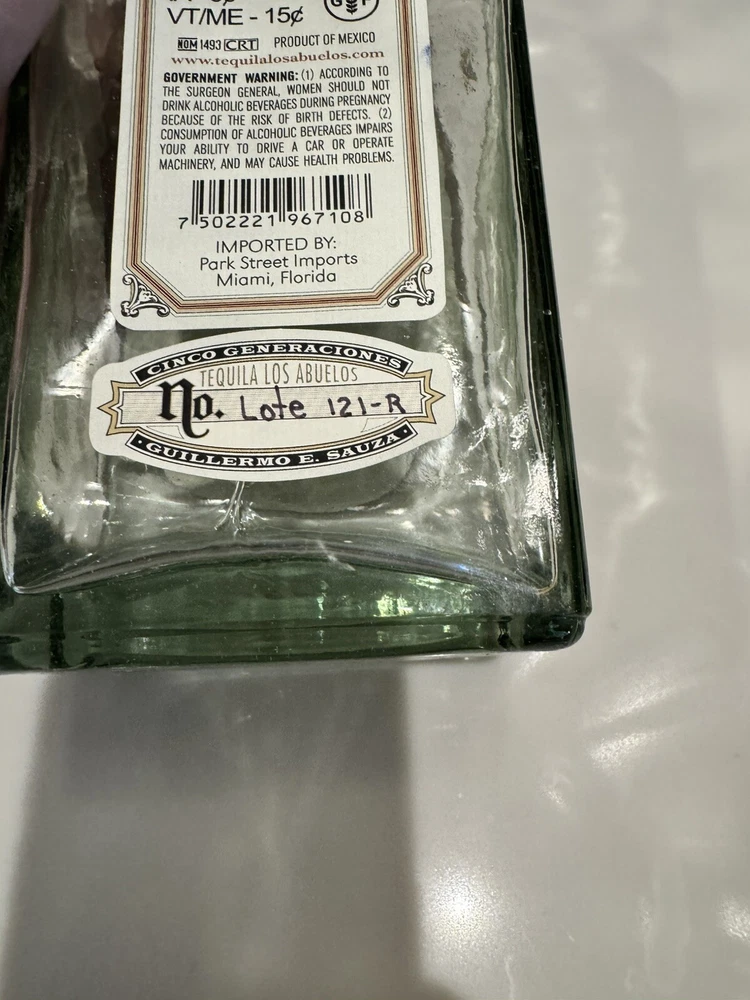 VT/ME - 15¢
NOM 1493 CRT PRODUCT OF MEXICO
www.tequilalosabuelos.com
GOVERNMENT WARNING: (1) ACCORDING TO
THE SURGEON GENERAL, WOMEN SHOULD NOT
DRINK ALCOHOLIC BEVERAGES DURING PREGNANCY
BECAUSE OF THE RISK OF BIRTH DEFECTS. (2)
CONSUMPTION OF ALCOHOLIC BEVERAGES IMPAIRS
YOUR ABILITY TO DRIVE A CAR OR OPERATE
MACHINERY, AND MAY CAUSE HEALTH PROBLEMS.
7 502221 967108
IMPORTED BY:
Park Street Imports
Miami, Florida
CINCO GENERACIONES
TEQUILA LOS ABUELOS
No. Lote 121-R
· GUILLERMO E. SAUZA ·